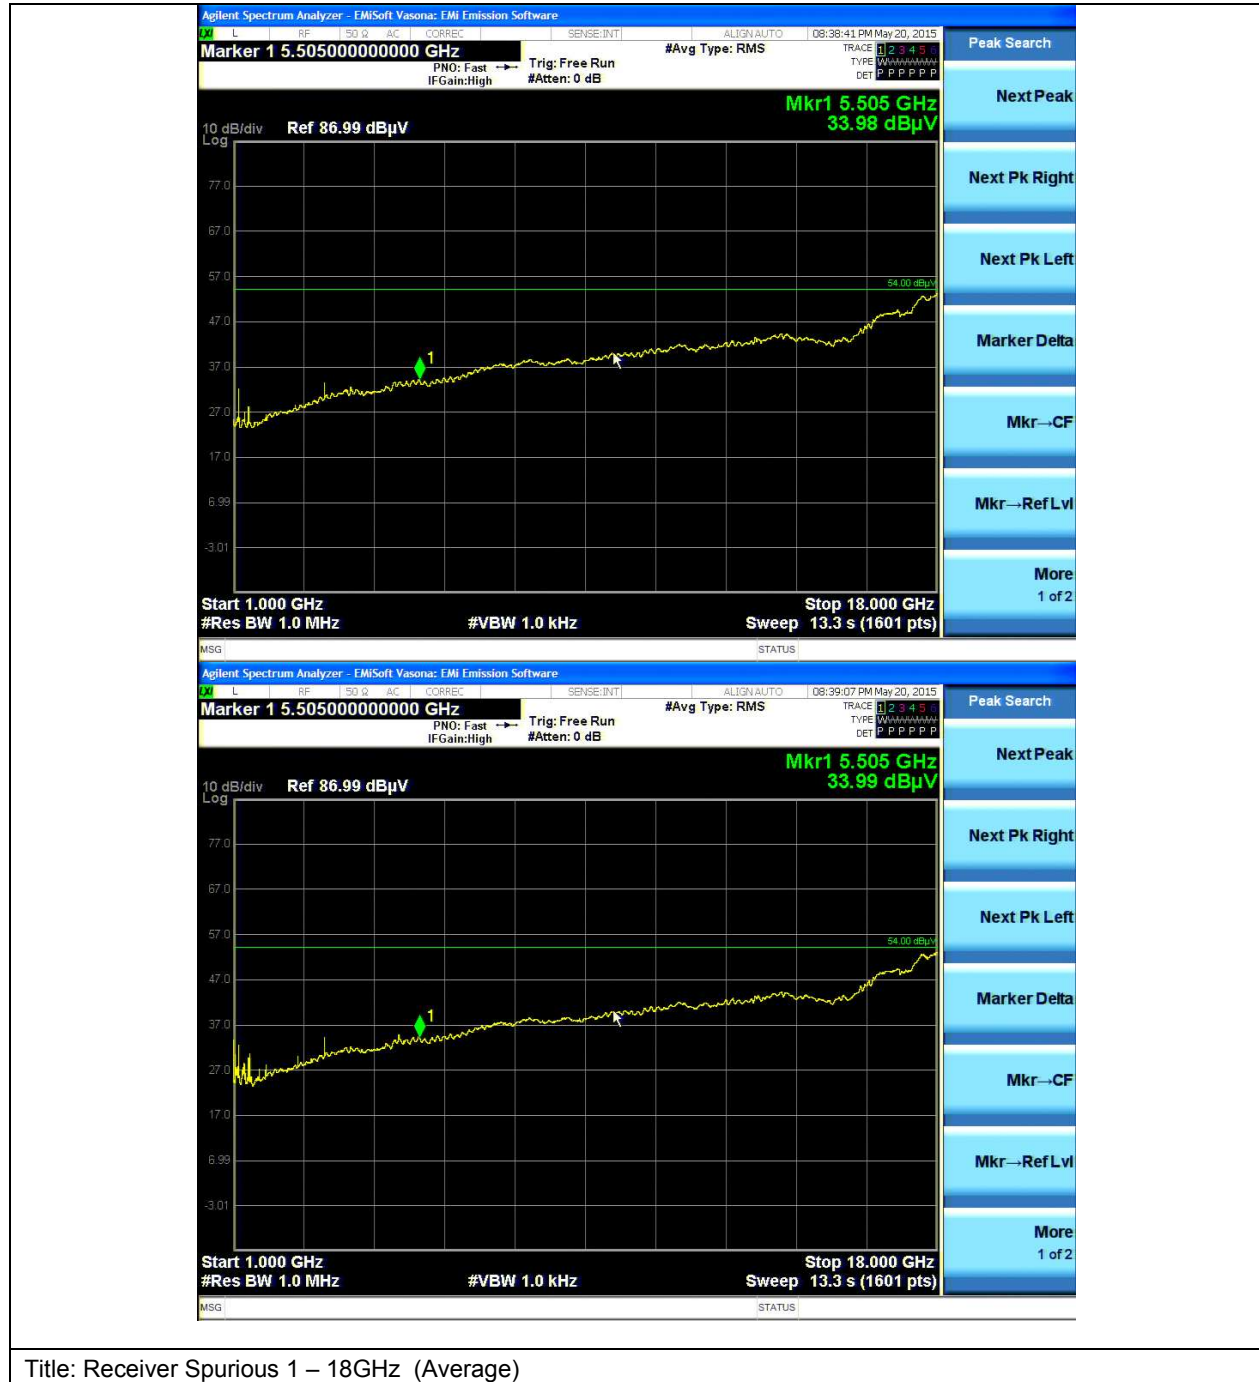 Agilent Spectrum Analyzer - EMiSoft Vasona: EMi Emission Software
LXI L RF 50 Ω AC CORREC SENSE:INT ALIGN AUTO 08:38:41 PM May 20, 2015
Marker 1 5.505000000000 GHz #Avg Type: RMS TRACE 1 2 3 4 5 6
PNO: Fast Trig: Free Run TYPE WWWWWW
IFGain:High #Atten: 0 dB DET P P P P P P
Mkr1 5.505 GHz
10 dB/div Ref 86.99 dBµV 33.98 dBµV
Log
77.0
67.0
57.0
54.00 dBµV
47.0
1
37.0
27.0
17.0
6.99
-3.01
Start 1.000 GHz Stop 18.000 GHz
#Res BW 1.0 MHz #VBW 1.0 kHz Sweep 13.3 s (1601 pts)
MSG STATUS
Peak Search
Next Peak
Next Pk Right
Next Pk Left
Marker Delta
Mkr→CF
Mkr→Ref Lvl
More
1 of 2
Agilent Spectrum Analyzer - EMiSoft Vasona: EMi Emission Software
LXI L RF 50 Ω AC CORREC SENSE:INT ALIGN AUTO 08:39:07 PM May 20, 2015
Marker 1 5.505000000000 GHz #Avg Type: RMS TRACE 1 2 3 4 5 6
PNO: Fast Trig: Free Run TYPE WWWWWW
IFGain:High #Atten: 0 dB DET P P P P P P
Mkr1 5.505 GHz
10 dB/div Ref 86.99 dBµV 33.99 dBµV
Log
77.0
67.0
57.0
54.00 dBµV
47.0
1
37.0
27.0
17.0
6.99
-3.01
Start 1.000 GHz Stop 18.000 GHz
#Res BW 1.0 MHz #VBW 1.0 kHz Sweep 13.3 s (1601 pts)
MSG STATUS
Peak Search
Next Peak
Next Pk Right
Next Pk Left
Marker Delta
Mkr→CF
Mkr→Ref Lvl
More
1 of 2
Title: Receiver Spurious 1 – 18GHz (Average)